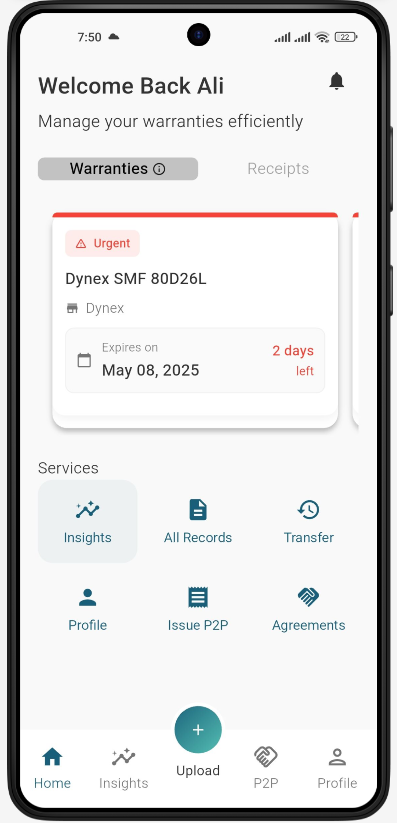 7:50
22
Welcome Back Ali
Manage your warranties efficiently
Warranties
Receipts
Urgent
Dynex SMF 80D26L
Dynex
Expires on
May 08, 2025
2 days
left
Services
Insights
All Records
Transfer
Profile
Issue P2P
Agreements
+
Home
Insights
Upload
P2P
Profile